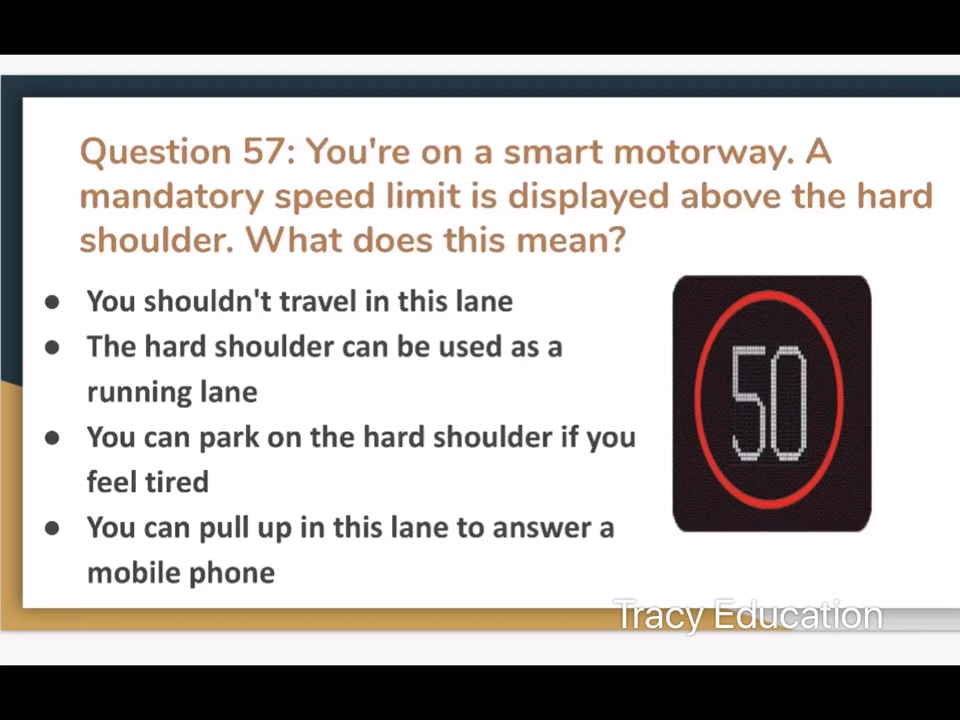 Question 57: You're on a smart motorway. A
mandatory speed limit is displayed above the hard
shoulder. What does this mean?
● You shouldn't travel in this lane
● The hard shoulder can be used as a
running lane
● You can park on the hard shoulder if you
feel tired
● You can pull up in this lane to answer a
mobile phone
50
Tracy Education